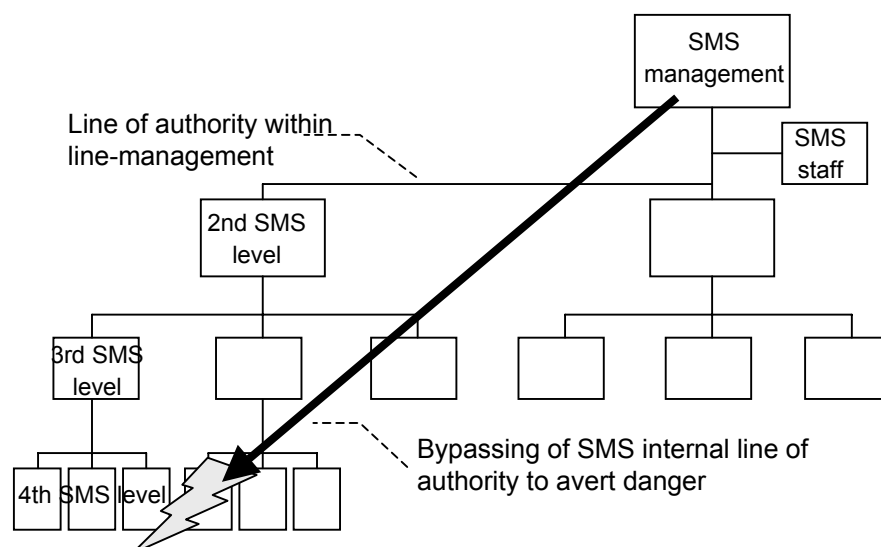 SMS
management
Line of authority within
line-management
SMS
staff
2nd SMS
level
3rd SMS
level
Bypassing of SMS internal line of
authority to avert danger
4th SMS level